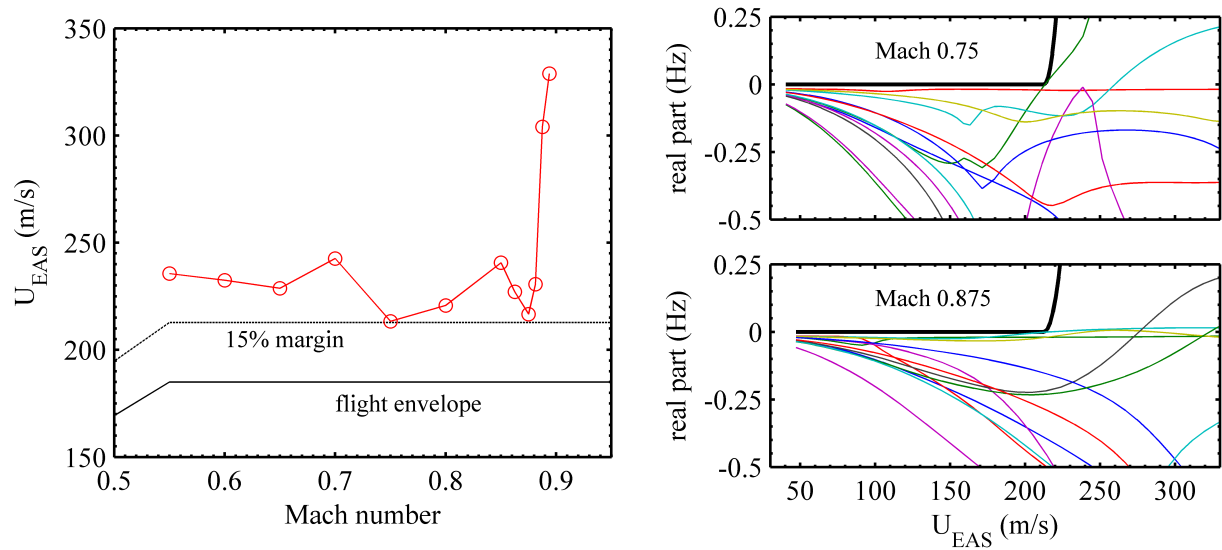 350
300
250
200
150
U_EAS (m/s)
15% margin
flight envelope
0.5 0.6 0.7 0.8 0.9
Mach number
0.25
0
-0.25
-0.5
real part (Hz)
Mach 0.75
0.25
0
-0.25
-0.5
real part (Hz)
Mach 0.875
50 100 150 200 250 300
U_EAS (m/s)